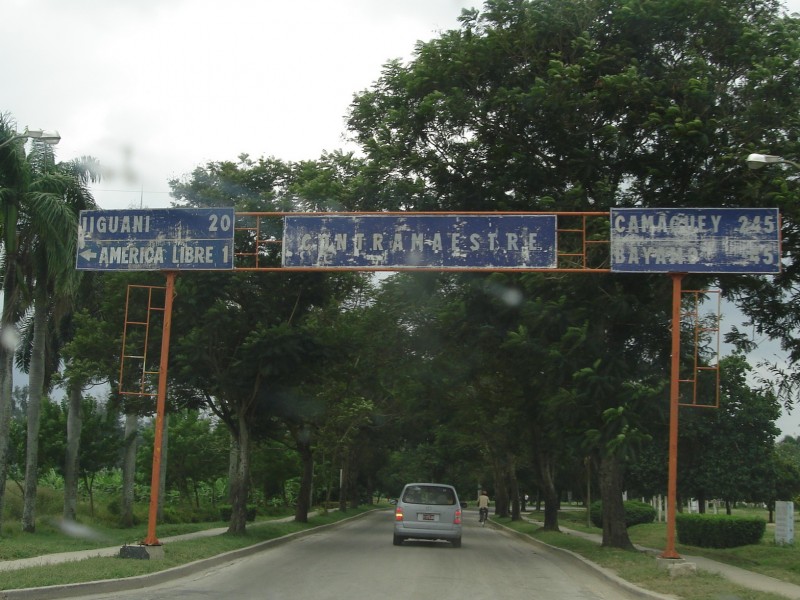 JIGUANI 20
AMERICA LIBRE 1
CONTRAMAESTRE
CAMAGUEY 245
BAYAMO 45